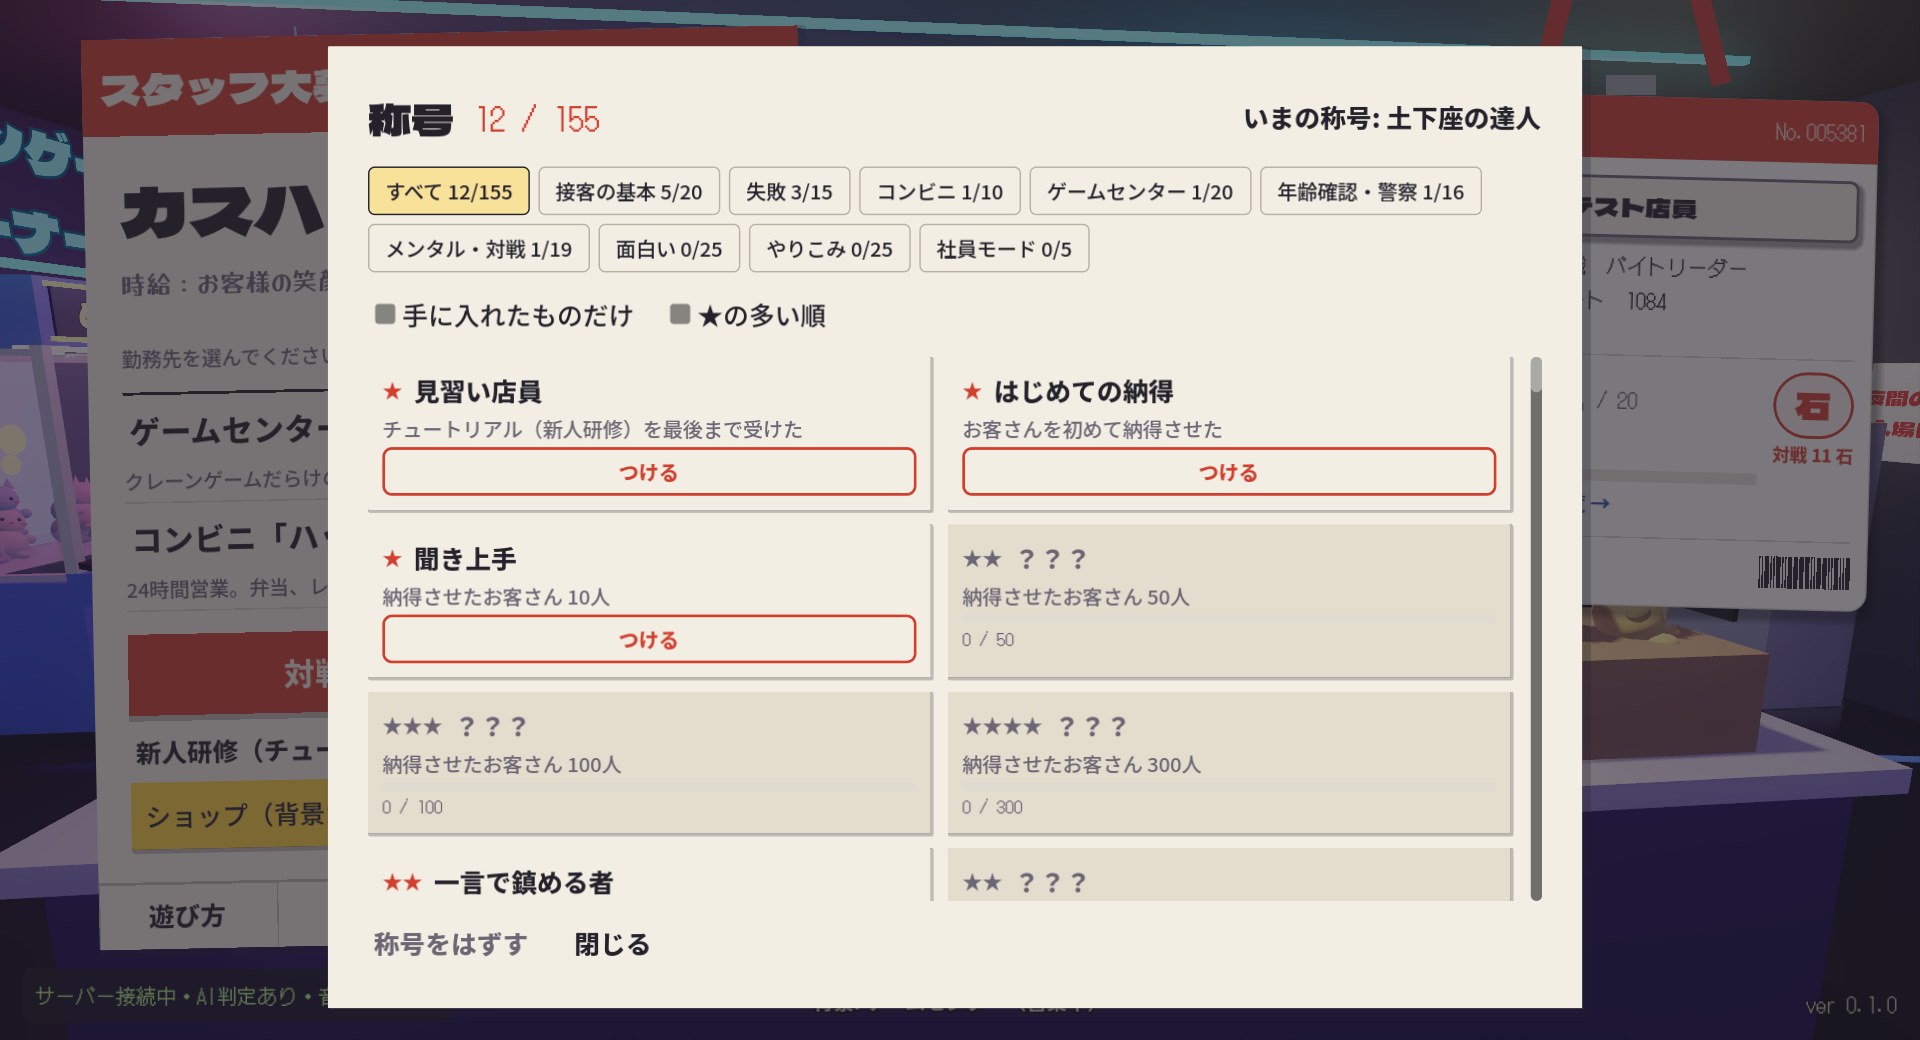 スタッフ大
カスハ
時給：お客様の笑
勤務先を選んでくださ
ゲームセンター
クレーンゲームだらけ
コンビニ「ハ
24時間営業。弁当、レ
対
新人研修（チュー
ショップ（背景
遊び方
サーバー接続中・AI判定あり・音
称号 12 / 155
いまの称号: 土下座の達人
すべて 12/155 接客の基本 5/20 失敗 3/15 コンビニ 1/10 ゲームセンター 1/20 年齢確認・警察 1/16
メンタル・対戦 1/19 面白い 0/25 やりこみ 0/25 社員モード 0/5
手に入れたものだけ ★の多い順
★ 見習い店員
チュートリアル（新人研修）を最後まで受けた
つける
★ はじめての納得
お客さんを初めて納得させた
つける
★ 聞き上手
納得させたお客さん 10人
つける
★★ ？？？
納得させたお客さん 50人
0 / 50
★★★ ？？？
納得させたお客さん 100人
0 / 100
★★★★ ？？？
納得させたお客さん 300人
0 / 300
★★ 一言で鎮める者
★★ ？？？
称号をはずす 閉じる
No. 005381
テスト店員
バイトリーダー
ト 1084
/ 20
石
対戦 11 石
→
ver 0.1.0